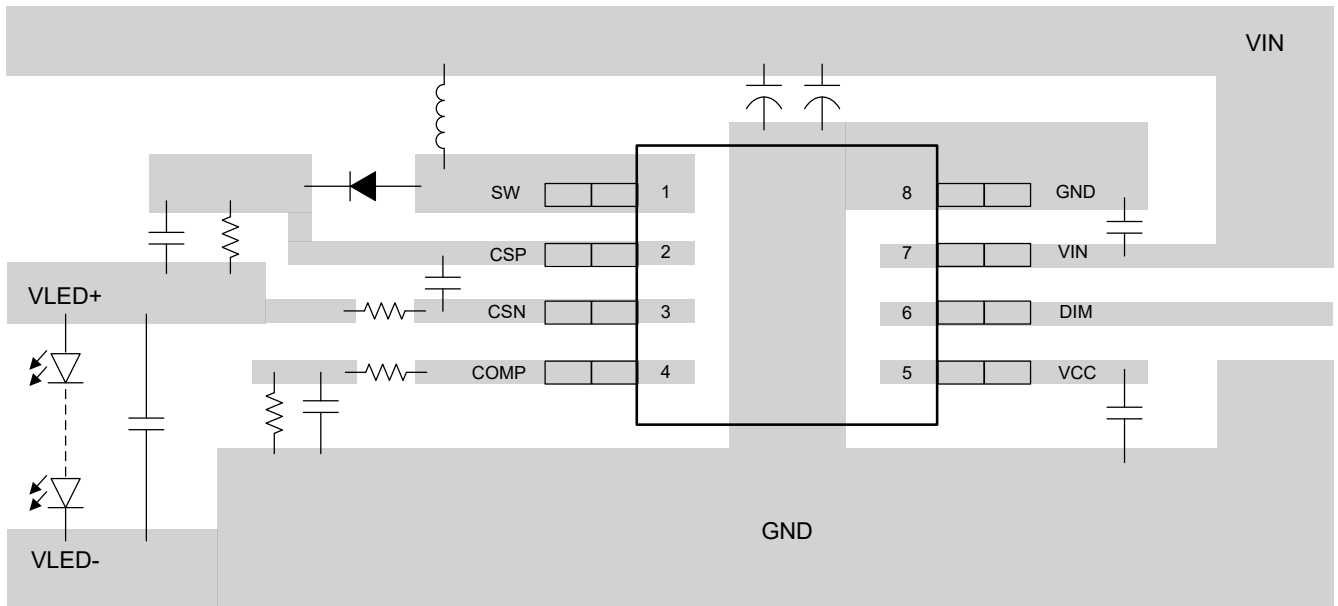 VIN
SW 1 8 GND
CSP 2 7 VIN
VLED+
CSN 3 6 DIM
COMP 4 5 VCC
GND
VLED-